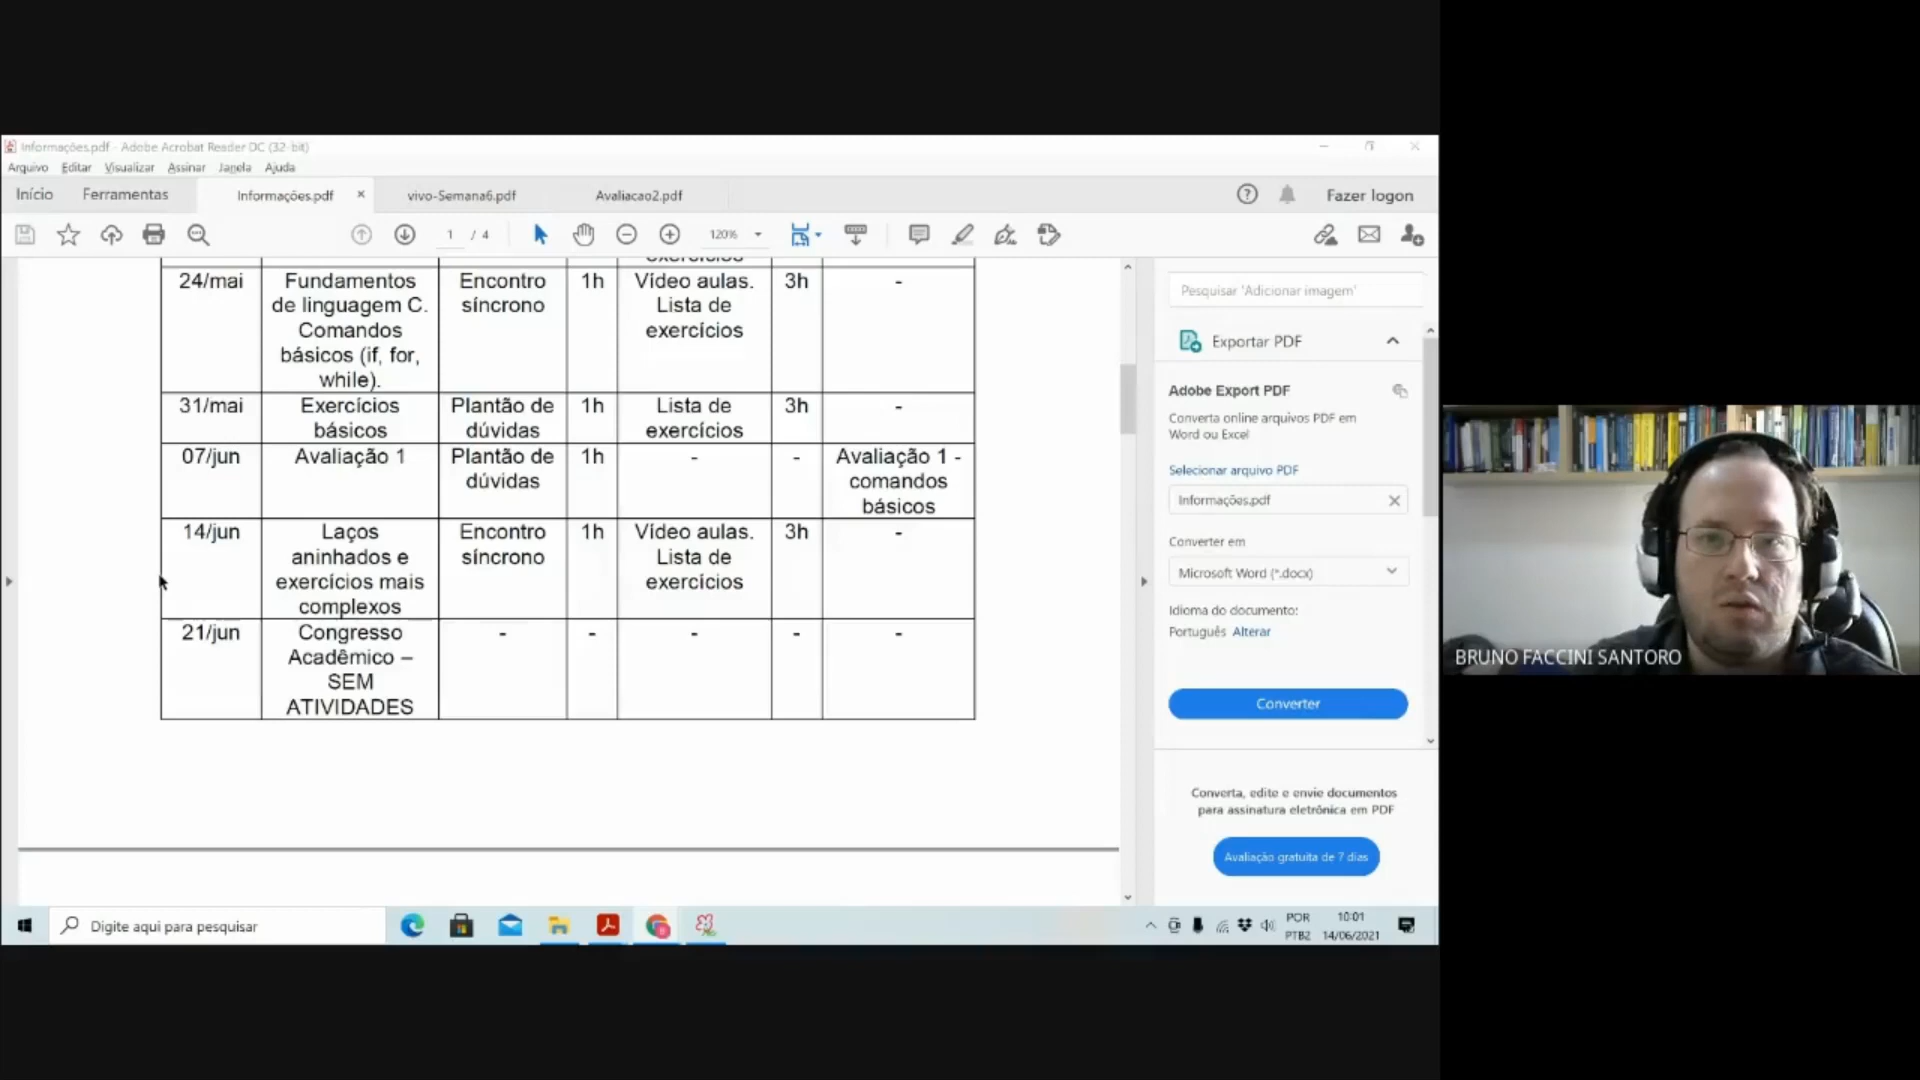 Informações.pdf - Adobe Acrobat Reader DC (32-bit)
Arquivo Editar Visualizar Assinar Janela Ajuda
Início Ferramentas Informações.pdf vivo-Semana6.pdf Avaliacao2.pdf Fazer logon
1 / 4 120%
24/mai Fundamentos Encontro 1h Vídeo aulas. 3h -
de linguagem C. síncrono Lista de
Comandos exercícios
básicos (if, for,
while).
31/mai Exercícios Plantão de 1h Lista de 3h -
básicos dúvidas exercícios
07/jun Avaliação 1 Plantão de 1h - - Avaliação 1 -
dúvidas comandos
básicos
14/jun Laços Encontro 1h Vídeo aulas. 3h -
aninhados e síncrono Lista de
exercícios mais exercícios
complexos
21/jun Congresso - - - - -
Acadêmico –
SEM
ATIVIDADES
Pesquisar 'Adicionar imagem'
Exportar PDF
Adobe Export PDF
Converta online arquivos PDF em
Word ou Excel
Selecionar arquivo PDF
Informações.pdf
Converter em
Microsoft Word (*.docx)
Idioma do documento:
Português Alterar
Converter
Converta, edite e envie documentos
para assinatura eletrônica em PDF
Avaliação gratuita de 7 dias
BRUNO FACCINI SANTORO
Digite aqui para pesquisar
POR 10:01
PTB2 14/06/2021